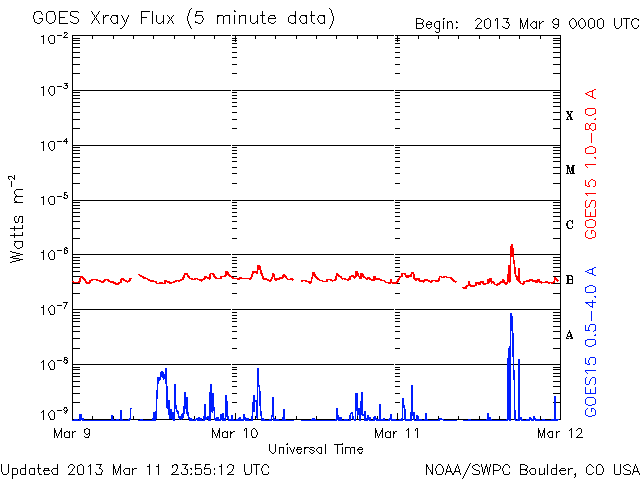 GOES Xray Flux (5 minute data)
Begin: 2013 Mar 9 0000 UTC
10⁻²
10⁻³
10⁻⁴
10⁻⁵
10⁻⁶
10⁻⁷
10⁻⁸
10⁻⁹
Watts m⁻²
X
M
C
B
A
GOES15 1.0-8.0 A
GOES15 0.5-4.0 A
Mar 9
Mar 10
Mar 11
Mar 12
Universal Time
Updated 2013 Mar 11 23:55:12 UTC
NOAA/SWPC Boulder, CO USA